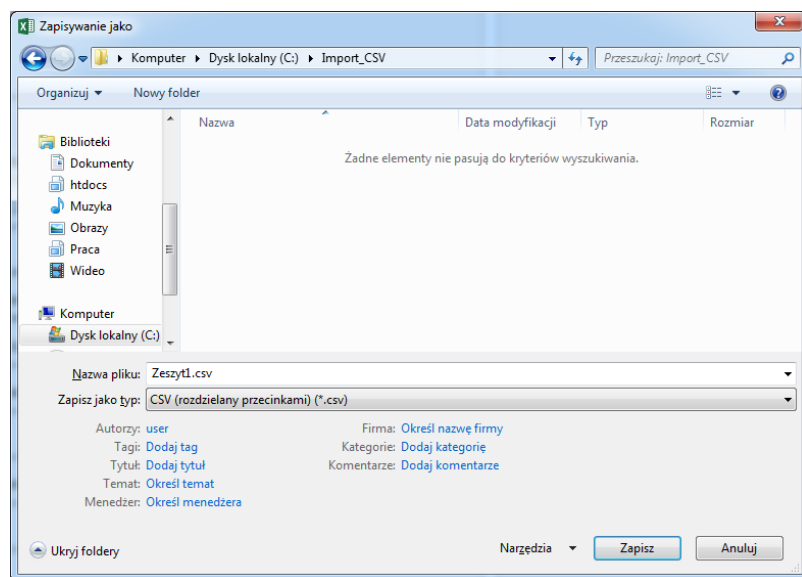 Zapisywanie jako
Komputer ▸ Dysk lokalny (C:) ▸ Import_CSV
Przeszukaj: Import_CSV
Organizuj
Nowy folder
Nazwa
Data modyfikacji
Typ
Rozmiar
Żadne elementy nie pasują do kryteriów wyszukiwania.
Biblioteki
Dokumenty
htdocs
Muzyka
Obrazy
Praca
Wideo
Komputer
Dysk lokalny (C:)
Nazwa pliku: Zeszyt1.csv
Zapisz jako typ: CSV (rozdzielany przecinkami) (*.csv)
Autorzy: user
Firma: Określ nazwę firmy
Tagi: Dodaj tag
Kategorie: Dodaj kategorię
Tytuł: Dodaj tytuł
Komentarze: Dodaj komentarze
Temat: Określ temat
Menedżer: Określ menedżera
Ukryj foldery
Narzędzia
Zapisz
Anuluj